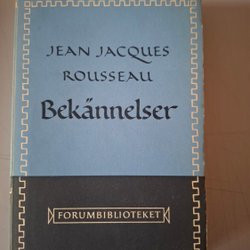 JEAN JACQUES
ROUSSEAU
Bekännelser
FORUMBIBLIOTEKET